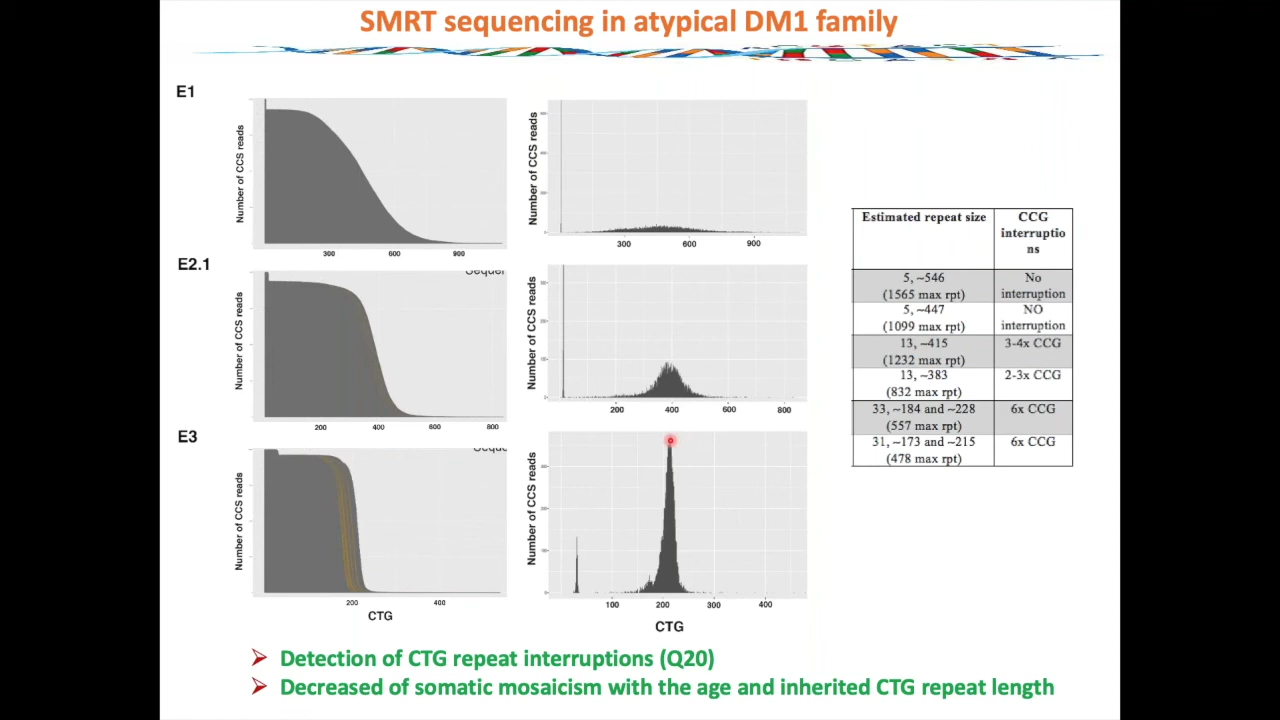 SMRT sequencing in atypical DM1 family
E1
Number of CCS reads
300 600 900
Number of CCS reads
300 600 900
E2.1
Number of CCS reads
200 400 600 800
Number of CCS reads
200 400 600 800
E3
Number of CCS reads
200 400
CTG
Number of CCS reads
100 200 300 400
CTG
Estimated repeat size CCG
interruptio
ns
5, ~546 No
(1565 max rpt) interruption
5, ~447 NO
(1099 max rpt) interruption
13, ~415 3-4x CCG
(1232 max rpt)
13, ~383 2-3x CCG
(832 max rpt)
33, ~184 and ~228 6x CCG
(557 max rpt)
31, ~173 and ~215 6x CCG
(478 max rpt)
➢ Detection of CTG repeat interruptions (Q20)
➢ Decreased of somatic mosaicism with the age and inherited CTG repeat length